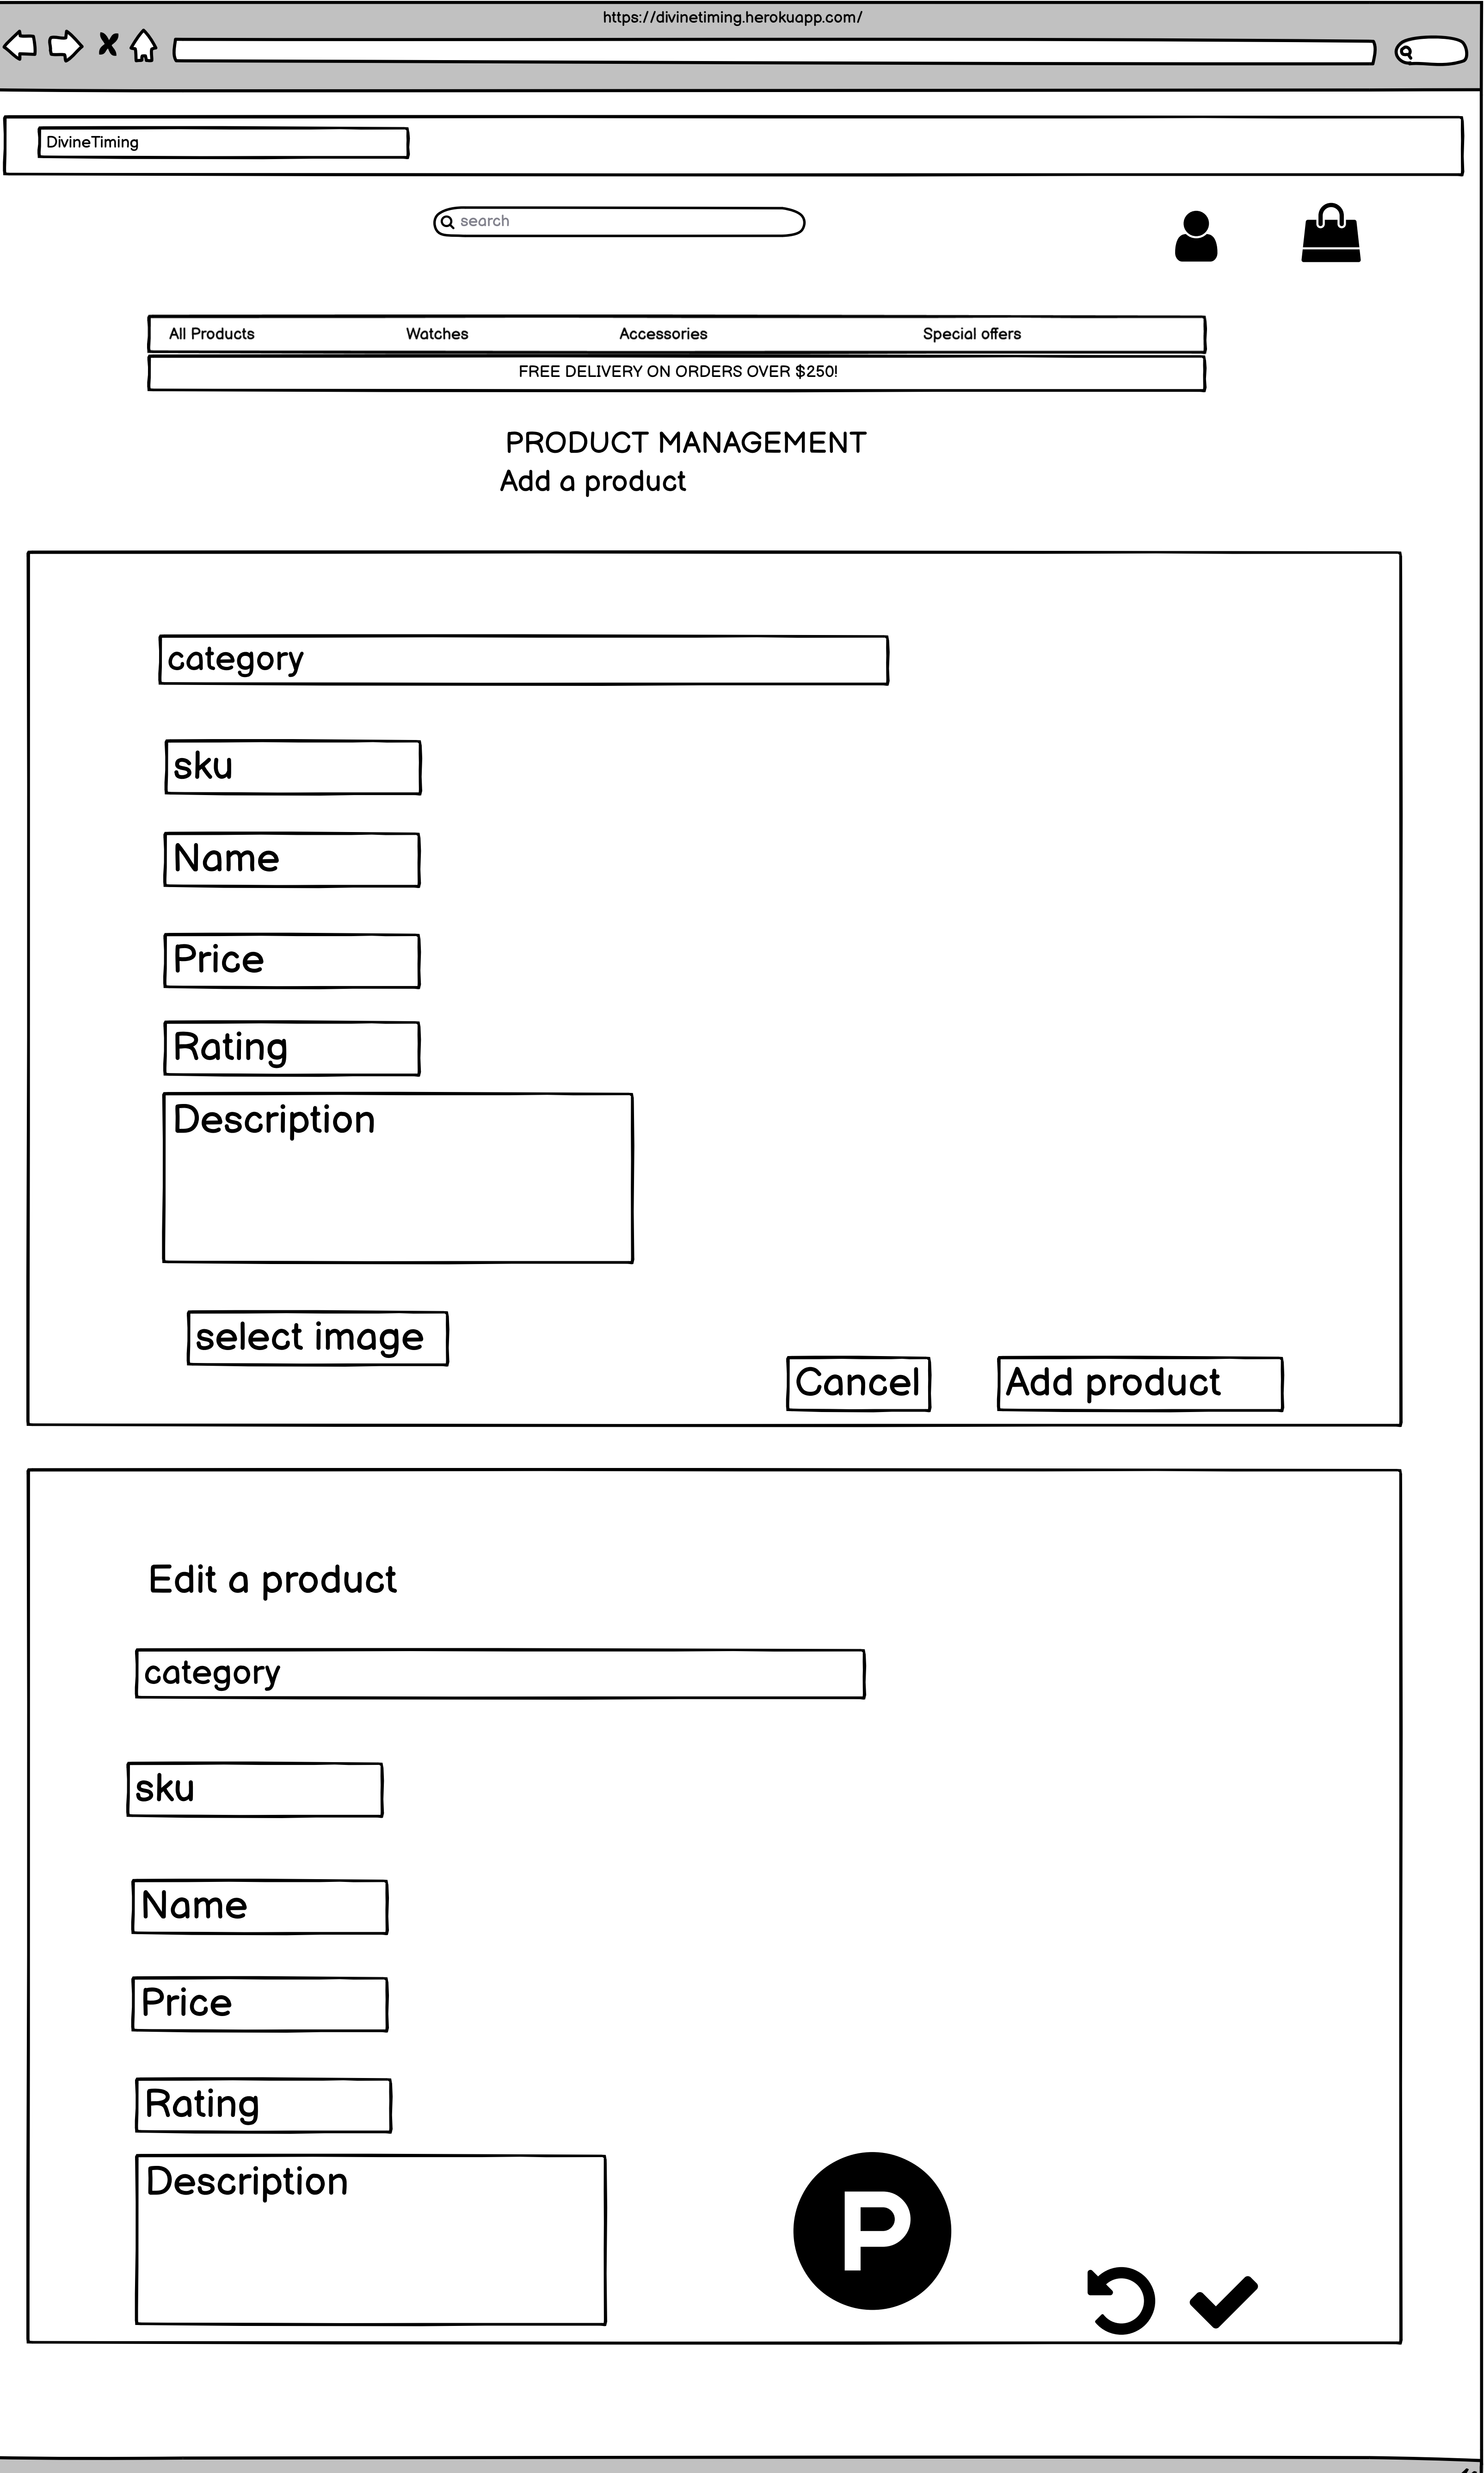 https://divinetiming.herokuapp.com/
DivineTiming
search
All Products Watches Accessories Special offers
FREE DELIVERY ON ORDERS OVER $250!
PRODUCT MANAGEMENT
Add a product
category
sku
Name
Price
Rating
Description
select image
Cancel Add product
Edit a product
category
sku
Name
Price
Rating
Description
P